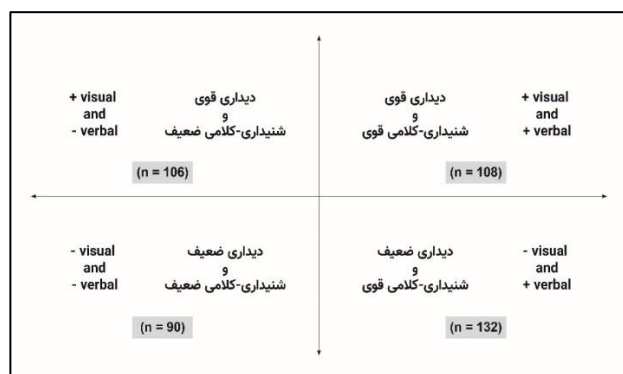 + visual
and
- verbal
دیداری قوی
و
شنیداری-کلامی ضعیف
(n = 106)
دیداری قوی
و
شنیداری-کلامی قوی
+ visual
and
+ verbal
(n = 108)
- visual
and
- verbal
دیداری ضعیف
و
شنیداری-کلامی ضعیف
(n = 90)
دیداری ضعیف
و
شنیداری-کلامی قوی
- visual
and
+ verbal
(n = 132)